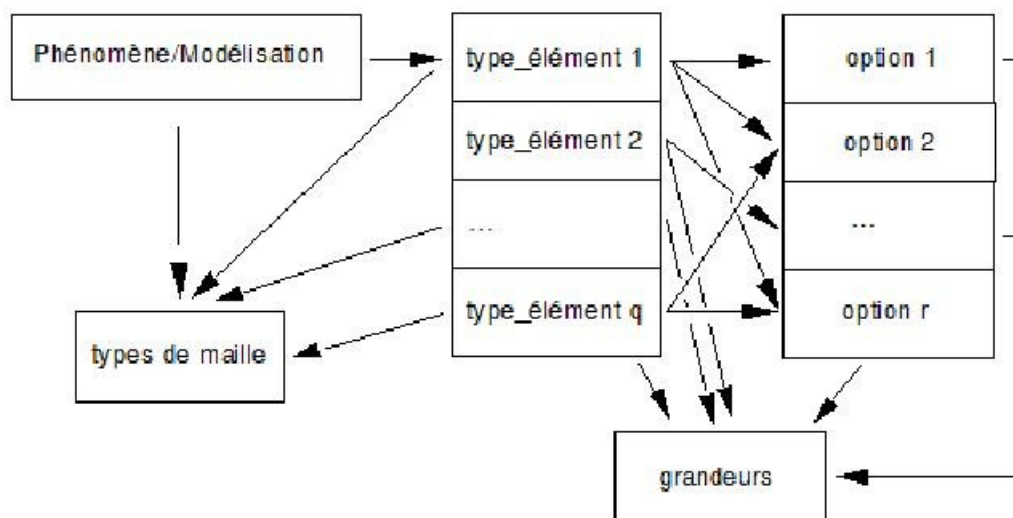 Phénomène/Modélisation
type_élément 1
option 1
type_élément 2
option 2
...
...
type_élément q
option r
types de maille
grandeurs